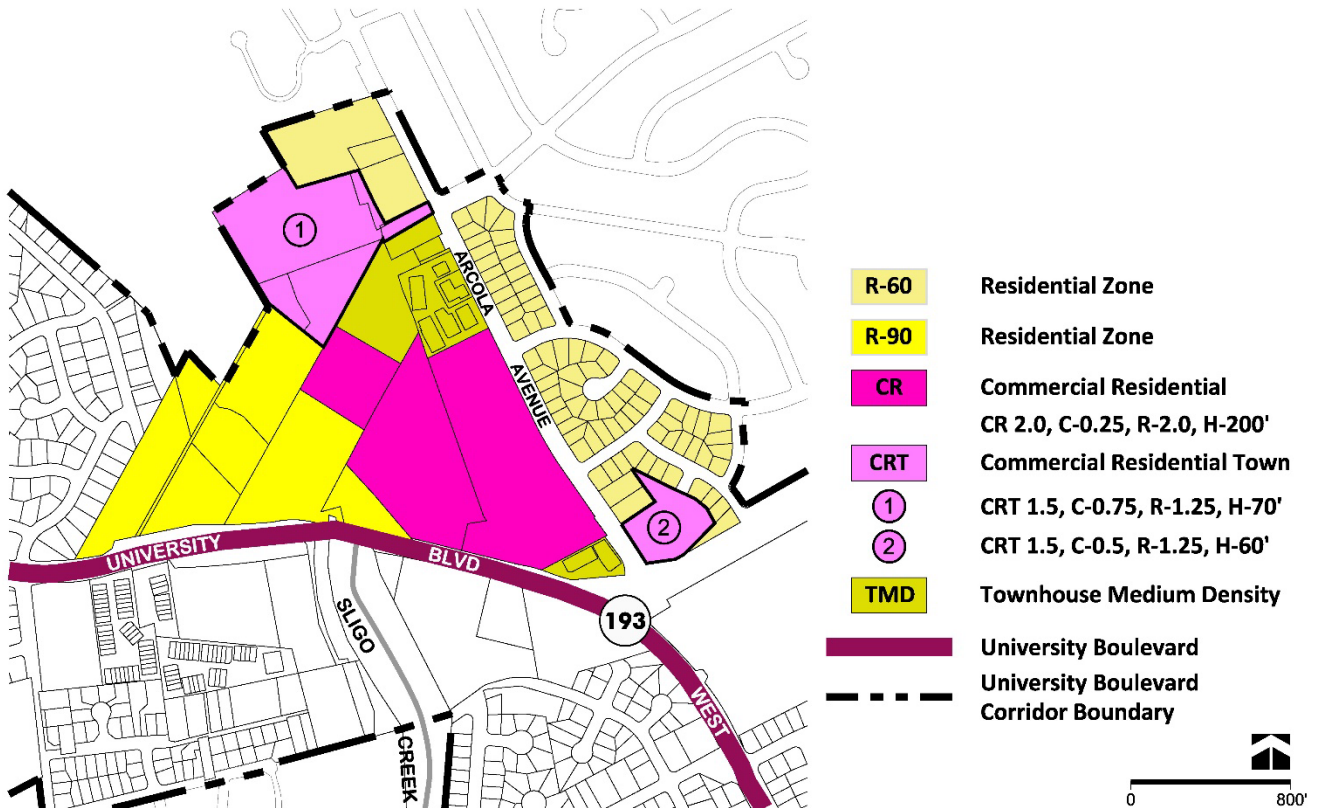 1
ARCOLA
AVENUE
2
UNIVERSITY
BLVD
193
WEST
SLIGO
CREEK
R-60 Residential Zone
R-90 Residential Zone
CR Commercial Residential
CR 2.0, C-0.25, R-2.0, H-200'
CRT Commercial Residential Town
1 CRT 1.5, C-0.75, R-1.25, H-70'
2 CRT 1.5, C-0.5, R-1.25, H-60'
TMD Townhouse Medium Density
University Boulevard
University Boulevard
Corridor Boundary
0 800'